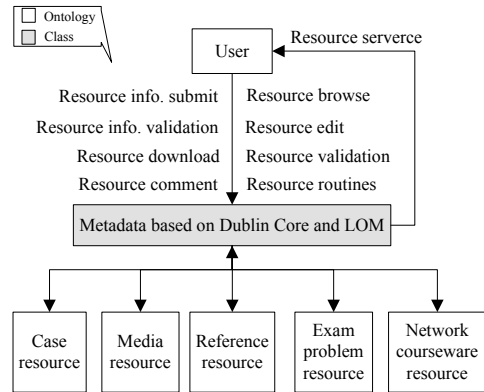 Ontology
Class
User
Resource serverce
Resource info. submit
Resource browse
Resource info. validation
Resource edit
Resource download
Resource validation
Resource comment
Resource routines
Metadata based on Dublin Core and LOM
Case
resource
Media
resource
Reference
resource
Exam
problem
resource
Network
courseware
resource